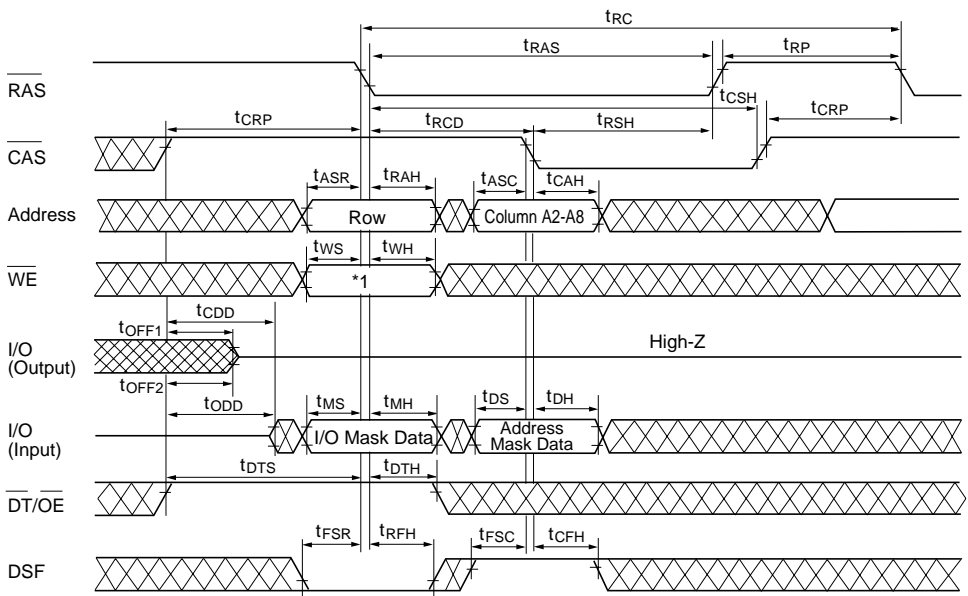 tRC
tRAS
tRP
RAS
tCSH
tCRP
tRCD
tRSH
tCRP
CAS
tASR
tRAH
tASC
tCAH
Address
Row
Column A2-A8
tWS
tWH
WE
*1
tCDD
tOFF1
I/O
(Output)
High-Z
tOFF2
tODD
tMS
tMH
tDS
tDH
I/O
(Input)
I/O Mask Data
Address
Mask Data
tDTS
tDTH
DT/OE
tFSR
tRFH
tFSC
tCFH
DSF